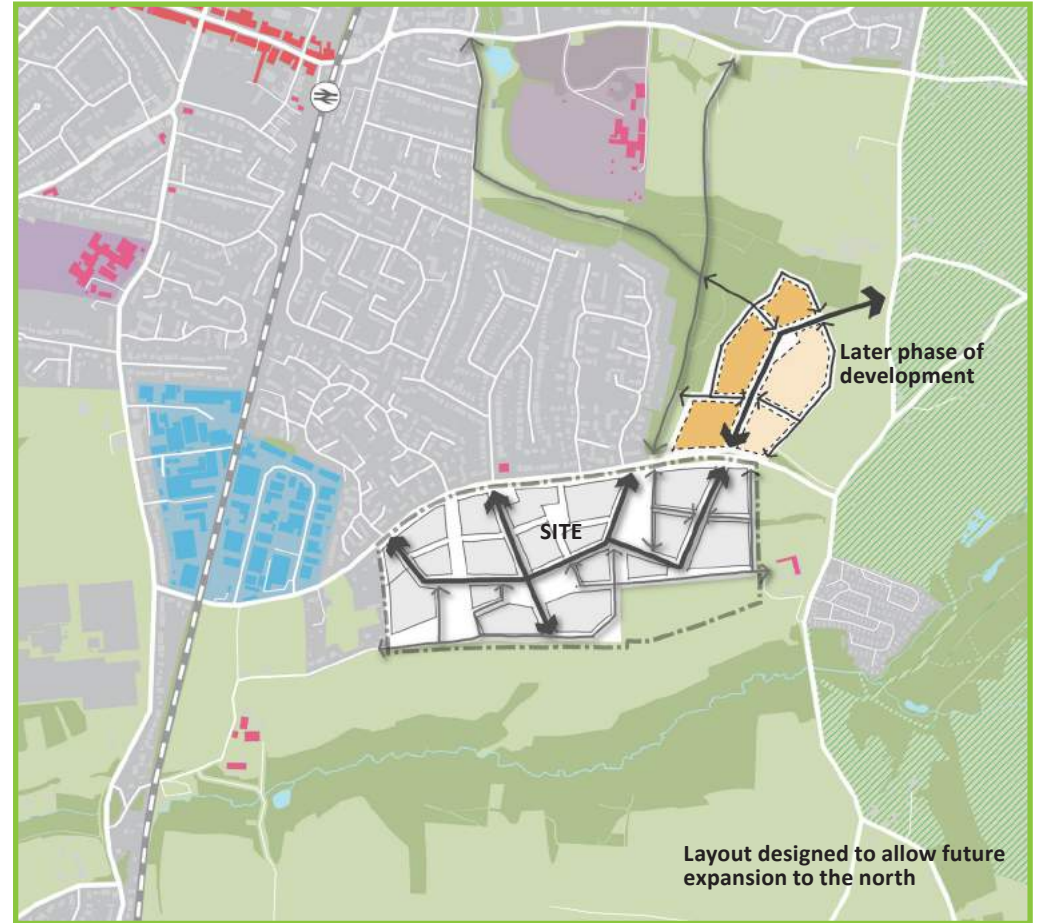 Later phase of
development
SITE
Layout designed to allow future
expansion to the north